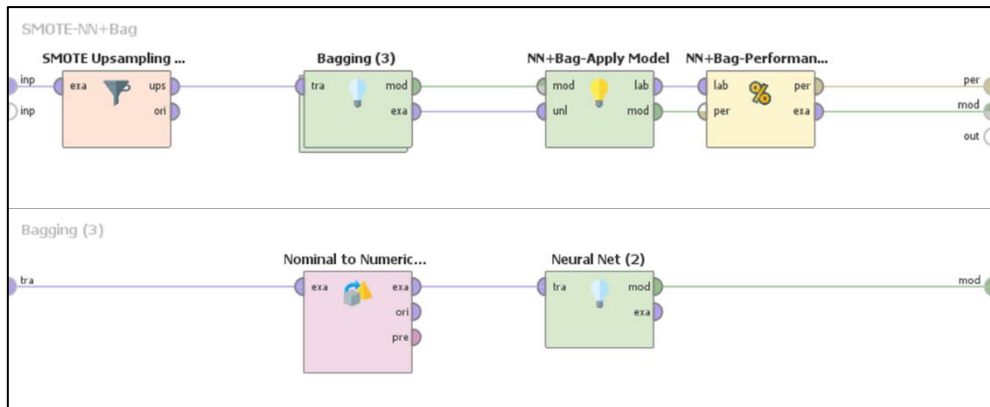 SMOTE-NN+Bag
SMOTE Upsampling ... Bagging (3) NN+Bag-Apply Model NN+Bag-Performan...
inp exa ups tra mod mod lab lab per per
inp ori exa unl mod per exa mod
out
Bagging (3)
Nominal to Numeric... Neural Net (2)
tra exa exa tra mod mod
ori exa
pre